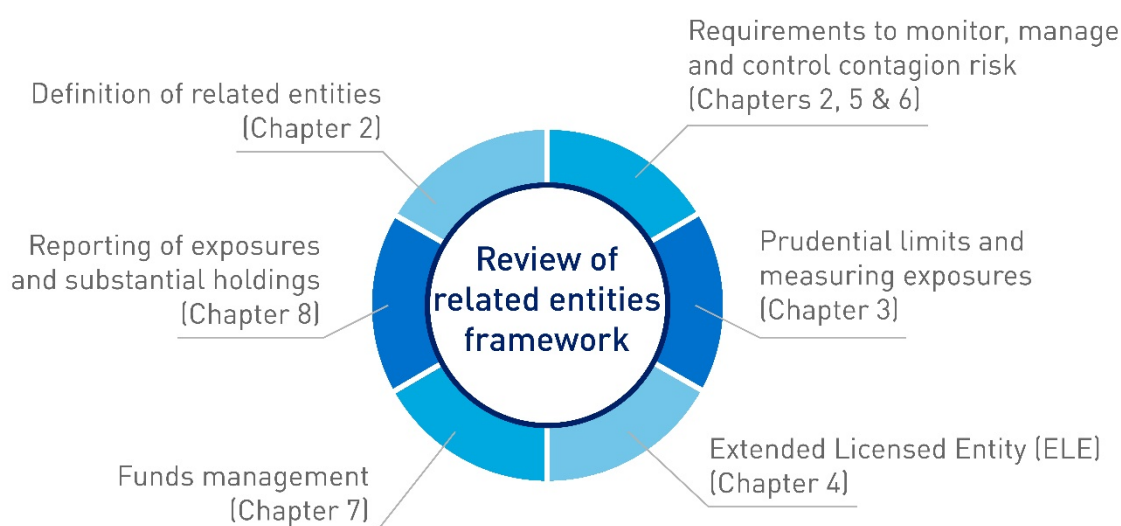 Requirements to monitor, manage
and control contagion risk
(Chapters 2, 5 & 6)
Definition of related entities
(Chapter 2)
Reporting of exposures
and substantial holdings
(Chapter 8)
Review of
related entities
framework
Prudential limits and
measuring exposures
(Chapter 3)
Funds management
(Chapter 7)
Extended Licensed Entity (ELE)
(Chapter 4)